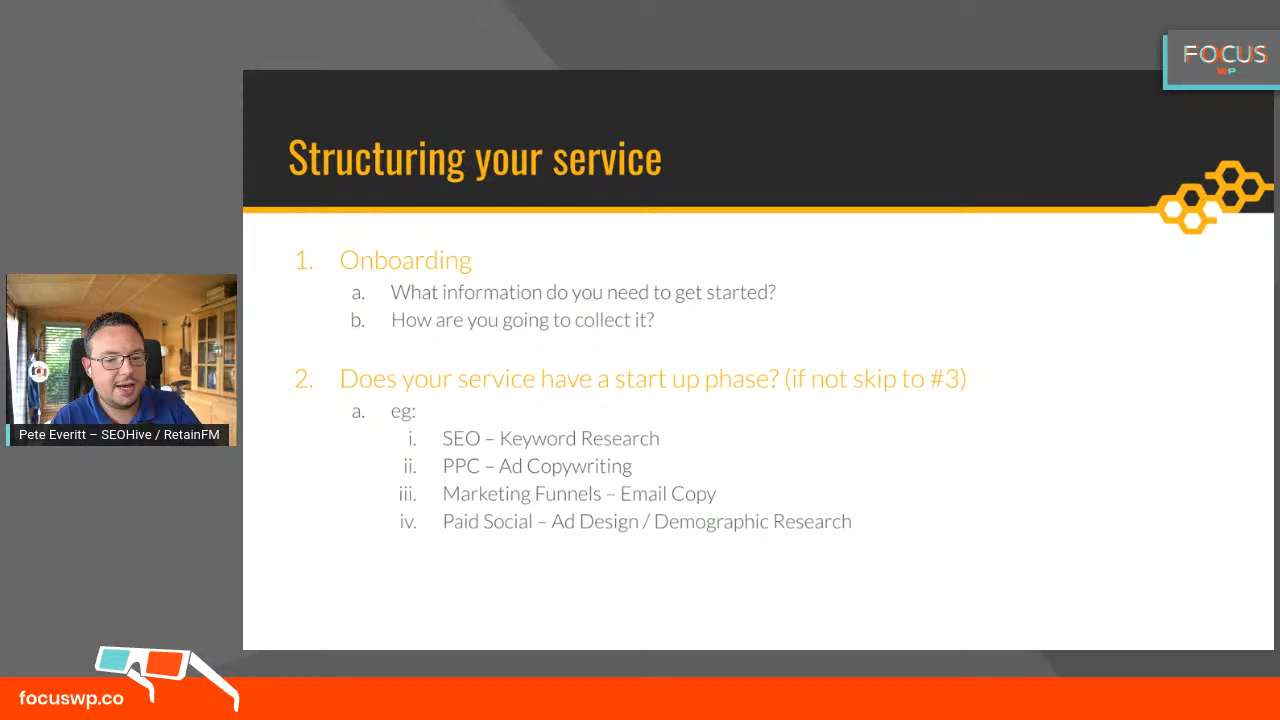 FOCUS
WP
Structuring your service
1. Onboarding
a. What information do you need to get started?
b. How are you going to collect it?
2. Does your service have a start up phase? (if not skip to #3)
a. eg:
i. SEO – Keyword Research
ii. PPC – Ad Copywriting
iii. Marketing Funnels – Email Copy
iv. Paid Social – Ad Design / Demographic Research
Pete Everitt – SEOHive / RetainFM
focuswp.co